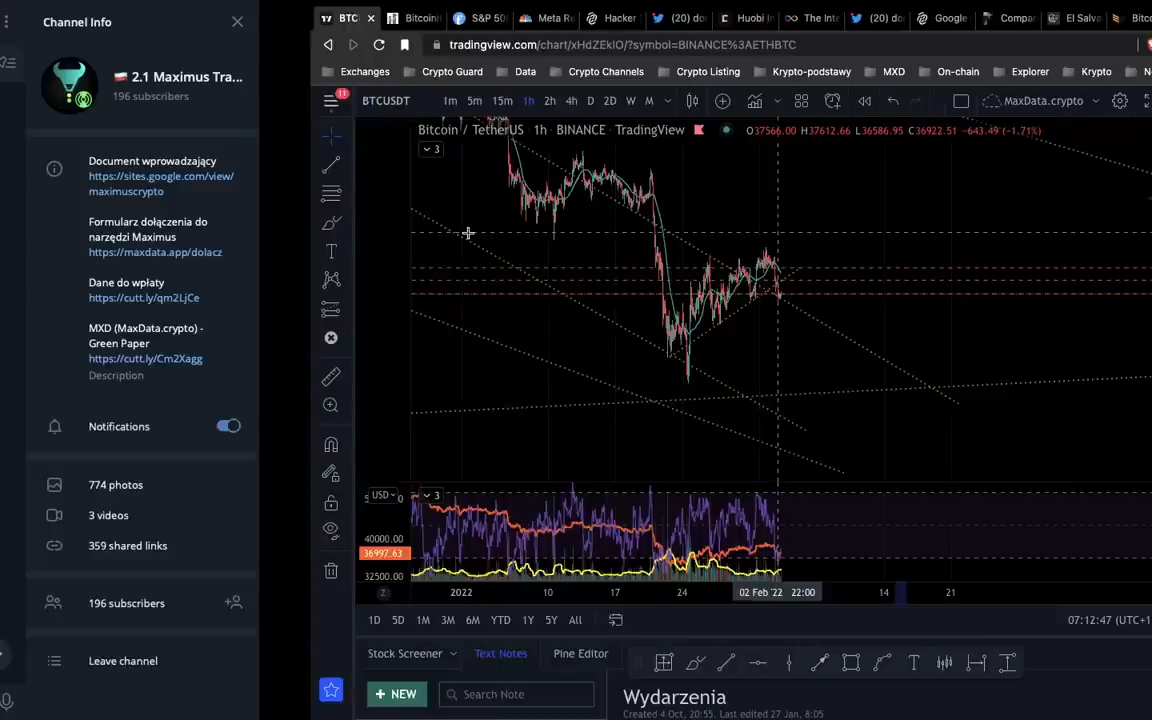 Channel Info
2.1 Maximus Tra...
196 subscribers
Document wprowadzający
https://sites.google.com/view/
maximuscrypto
Formularz dołączenia do
narzędzi Maximus
https://maxdata.app/dolacz
Dane do wpłaty
https://cutt.ly/qm2LjCe
MXD (MaxData.crypto) -
Green Paper
https://cutt.ly/Cm2Xagg
Description
Notifications
774 photos
3 videos
359 shared links
196 subscribers
Leave channel
BTC
Bitcoini
S&P 50
Meta Re
Hacker
(20) do
Huobi In
The Inte
(20) do
Google
Compar
El Salva
Bitco
tradingview.com/chart/xHdZEkIO/?symbol=BINANCE%3AETHBTC
Exchanges
Crypto Guard
Data
Crypto Channels
Crypto Listing
Krypto-podstawy
MXD
On-chain
Explorer
Krypto
11
BTCUSDT
1m 5m 15m 1h 2h 4h D 2D W M
MaxData.crypto
Bitcoin / TetherUS 1h · BINANCE · TradingView
O37566.00 H37612.66 L36586.95 C36922.51 −643.49 (−1.71%)
3
USD
3
40000.00
36997.63
32500.00
Z
2022 10 17 24 02 Feb '22 22:00 14 21
1D 5D 1M 3M 6M YTD 1Y 5Y All
07:12:47 (UTC+1
Stock Screener
Text Notes
Pine Editor
+ NEW
Search Note
Wydarzenia
Created 4 Oct, 20:55, Last edited 27 Jan, 8:05